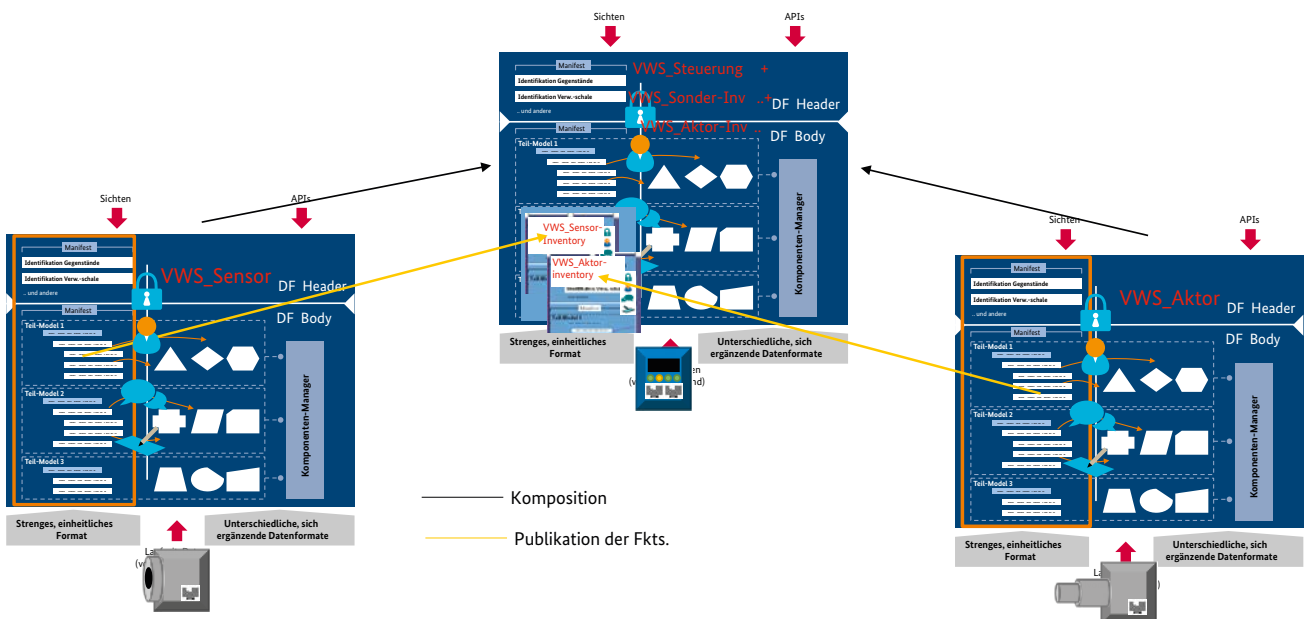 Sichten
APIs
Manifest
Identifikation Gegenstände
Identifikation Verw.-schale
.. und andere
VWS_Steuerung +
VWS_Sonder-Inv ..+
VWS_Aktor-Inv ..
DF Header
DF Body
Manifest
Teil-Model 1
VWS_Sensor-
Inventory
VWS_Aktor-
inventory
Komponenten-Manager
Strenges, einheitliches
Format
Unterschiedliche, sich
ergänzende Datenformate
Sichten
APIs
Manifest
Identifikation Gegenstände
Identifikation Verw.-schale
.. und andere
VWS_Sensor
DF Header
DF Body
Manifest
Teil-Model 1
Teil-Model 2
Teil-Model 3
Komponenten-Manager
Strenges, einheitliches
Format
Unterschiedliche, sich
ergänzende Datenformate
Sichten
APIs
Manifest
Identifikation Gegenstände
Identifikation Verw.-schale
.. und andere
VWS_Aktor
DF Header
DF Body
Manifest
Teil-Model 1
Teil-Model 2
Teil-Model 3
Komponenten-Manager
Strenges, einheitliches
Format
Unterschiedliche, sich
ergänzende Datenformate
Komposition
Publikation der Fkts.